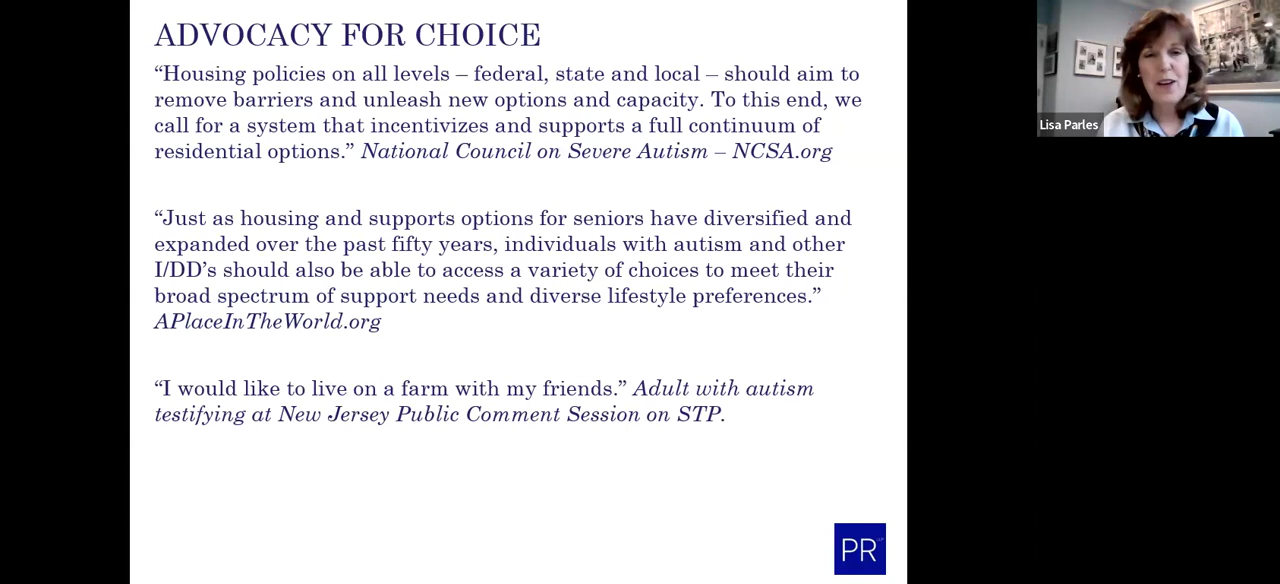 ADVOCACY FOR CHOICE
“Housing policies on all levels – federal, state and local – should aim to
remove barriers and unleash new options and capacity. To this end, we
call for a system that incentivizes and supports a full continuum of
residential options.” National Council on Severe Autism – NCSA.org
“Just as housing and supports options for seniors have diversified and
expanded over the past fifty years, individuals with autism and other
I/DD’s should also be able to access a variety of choices to meet their
broad spectrum of support needs and diverse lifestyle preferences.”
APlaceInTheWorld.org
“I would like to live on a farm with my friends.” Adult with autism
testifying at New Jersey Public Comment Session on STP.
PR
Lisa Parles